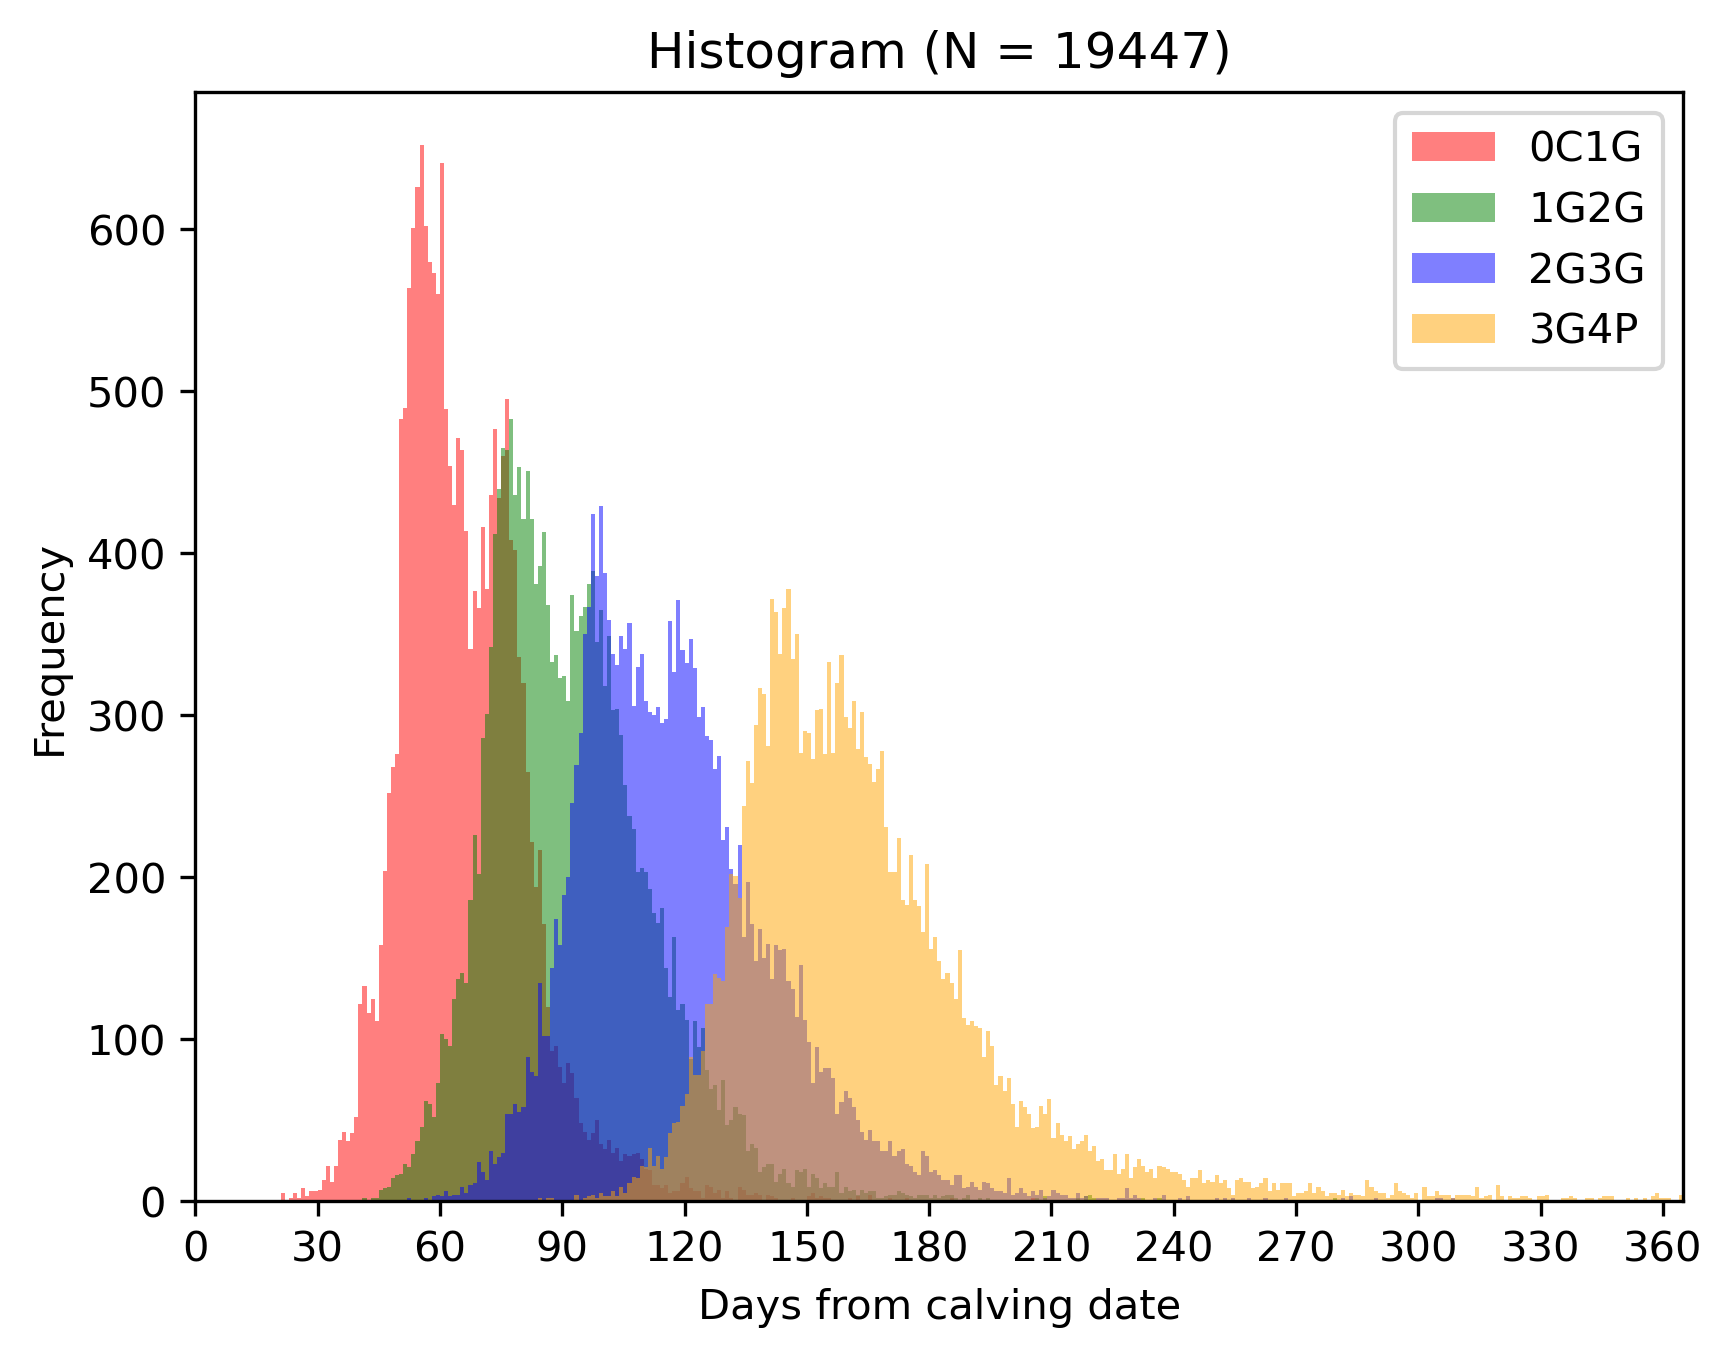 Histogram (N = 19447)
0C1G
1G2G
2G3G
3G4P
600
500
400
300
200
100
0
Frequency
0 30 60 90 120 150 180 210 240 270 300 330 360
Days from calving date